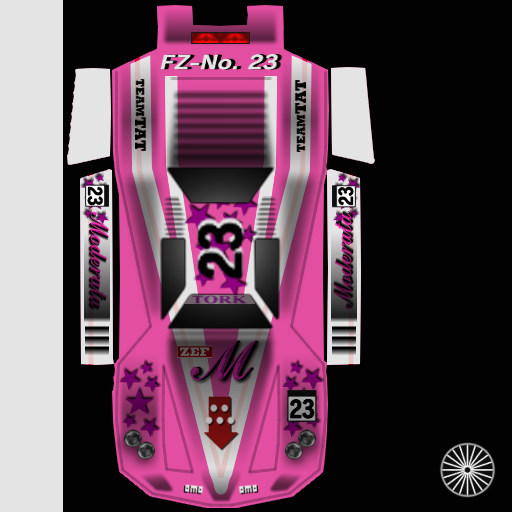 FZ-No. 23
TEAMTAT
TEAMTAT
23
23
Moderata
Moderata
23
TORK
ZEF
M
23